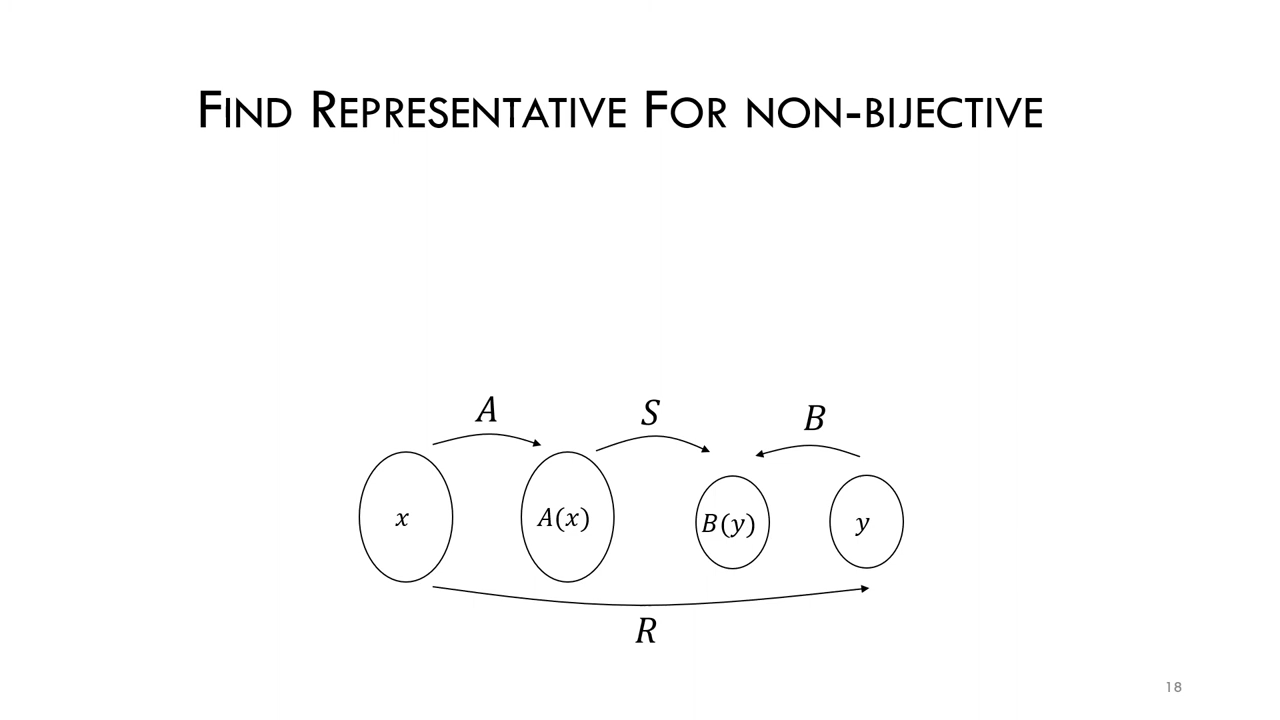 FIND REPRESENTATIVE FOR NON-BIJECTIVE
A S B
x A(x) B(y) y
R
18